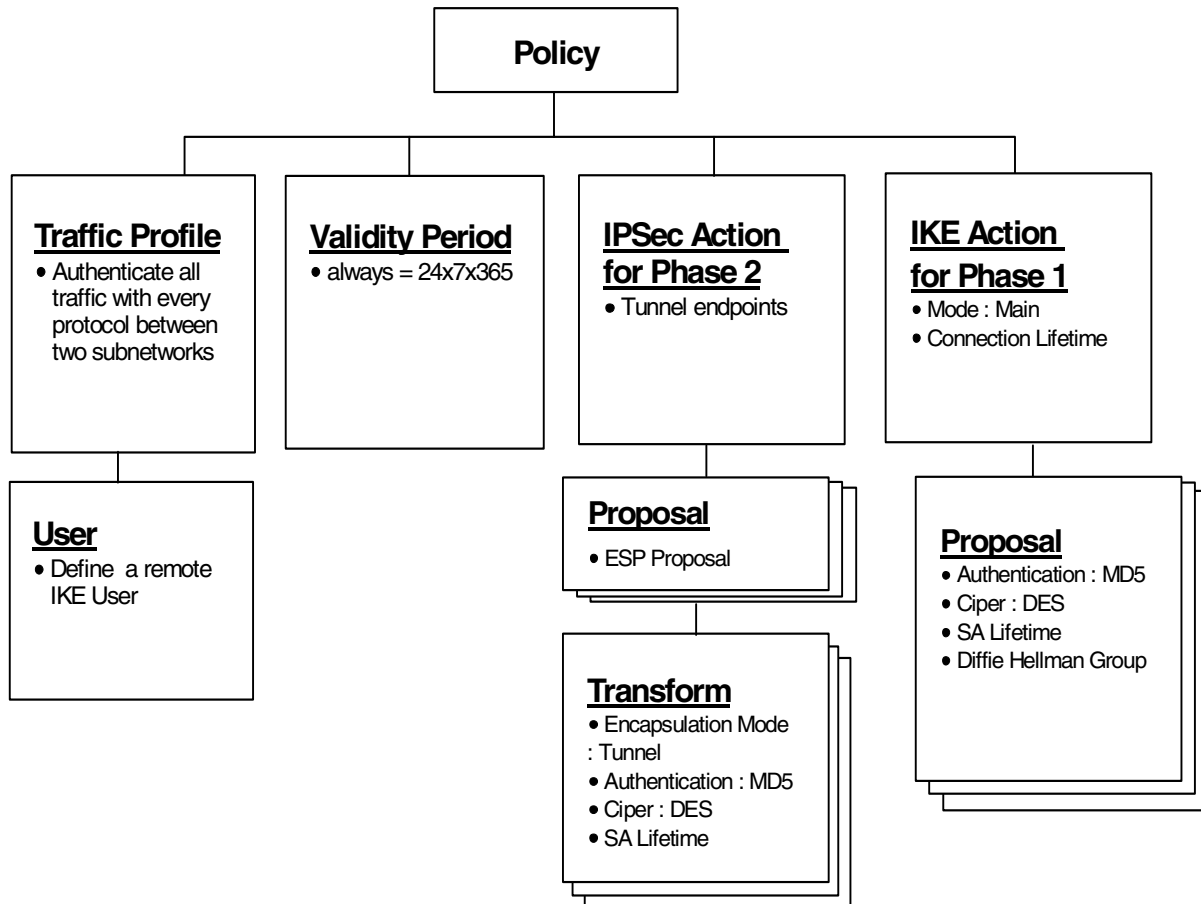 Policy
Traffic Profile
• Authenticate all
traffic with every
protocol between
two subnetworks
Validity Period
• always = 24x7x365
IPSec Action
for Phase 2
• Tunnel endpoints
IKE Action
for Phase 1
• Mode : Main
• Connection Lifetime
User
• Define a remote
IKE User
Proposal
• ESP Proposal
Transform
• Encapsulation Mode
: Tunnel
• Authentication : MD5
• Ciper : DES
• SA Lifetime
Proposal
• Authentication : MD5
• Ciper : DES
• SA Lifetime
• Diffie Hellman Group